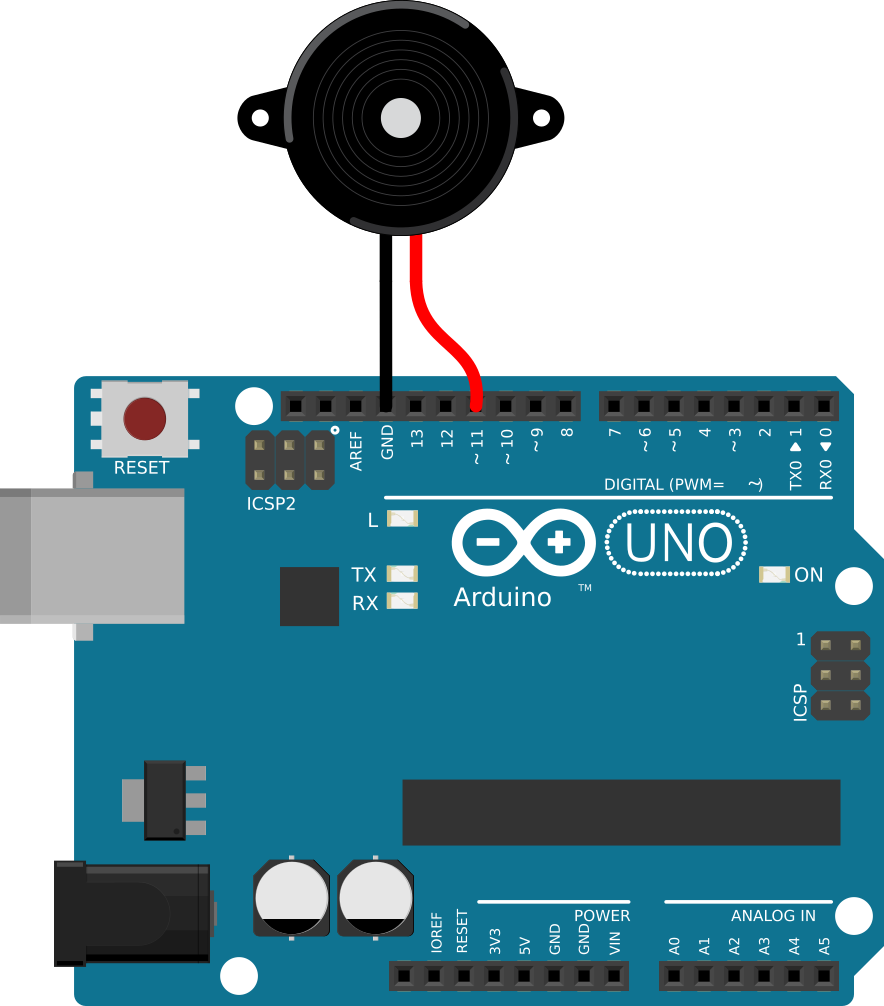 RESET
ICSP2
AREF
GND
13
12
~11
~10
~9
8
7
~6
~5
4
~3
2
TX0 ▶ 1
RX0 ◀ 0
DIGITAL (PWM= ~)
L
TX
RX
Arduino
TM
UNO
ON
1
ICSP
POWER
ANALOG IN
IOREF
RESET
3V3
5V
GND
GND
VIN
A0
A1
A2
A3
A4
A5